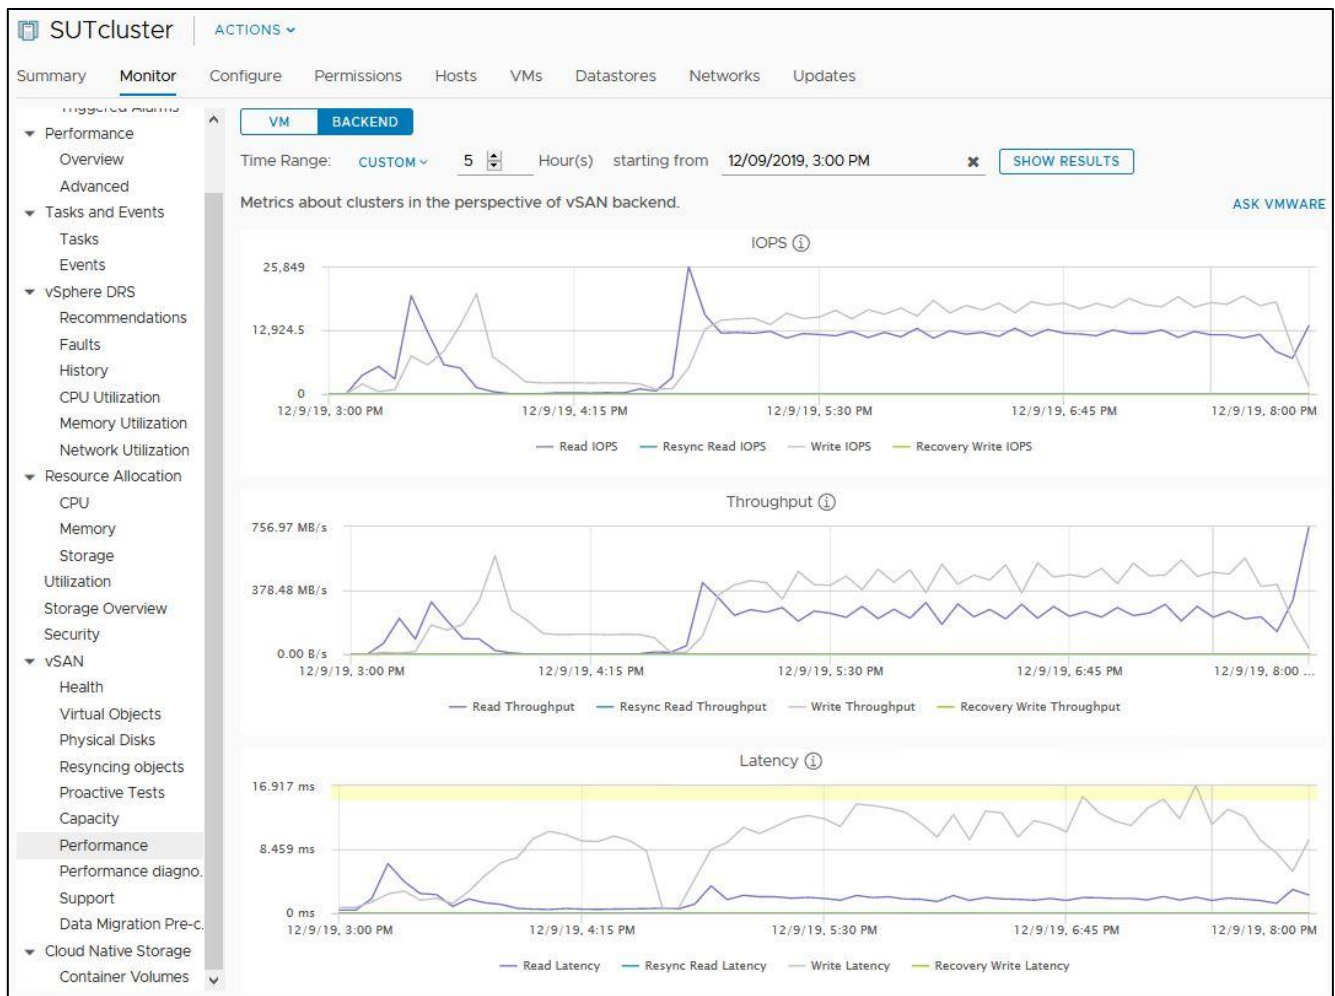 SUTcluster ACTIONS
Summary Monitor Configure Permissions Hosts VMs Datastores Networks Updates
Triggered Alarms
Performance
Overview
Advanced
Tasks and Events
Tasks
Events
vSphere DRS
Recommendations
Faults
History
CPU Utilization
Memory Utilization
Network Utilization
Resource Allocation
CPU
Memory
Storage
Utilization
Storage Overview
Security
vSAN
Health
Virtual Objects
Physical Disks
Resyncing objects
Proactive Tests
Capacity
Performance
Performance diagno.
Support
Data Migration Pre-c.
Cloud Native Storage
Container Volumes
VM BACKEND
Time Range: CUSTOM 5 Hour(s) starting from 12/09/2019, 3:00 PM SHOW RESULTS
Metrics about clusters in the perspective of vSAN backend.
ASK VMWARE
IOPS
25,849
12,924.5
0
12/9/19, 3:00 PM 12/9/19, 4:15 PM 12/9/19, 5:30 PM 12/9/19, 6:45 PM 12/9/19, 8:00 PM
Read IOPS Resync Read IOPS Write IOPS Recovery Write IOPS
Throughput
756.97 MB/s
378.48 MB/s
0.00 B/s
12/9/19, 3:00 PM 12/9/19, 4:15 PM 12/9/19, 5:30 PM 12/9/19, 6:45 PM 12/9/19, 8:00 ...
Read Throughput Resync Read Throughput Write Throughput Recovery Write Throughput
Latency
16.917 ms
8.459 ms
0 ms
12/9/19, 3:00 PM 12/9/19, 4:15 PM 12/9/19, 5:30 PM 12/9/19, 6:45 PM 12/9/19, 8:00 PM
Read Latency Resync Read Latency Write Latency Recovery Write Latency